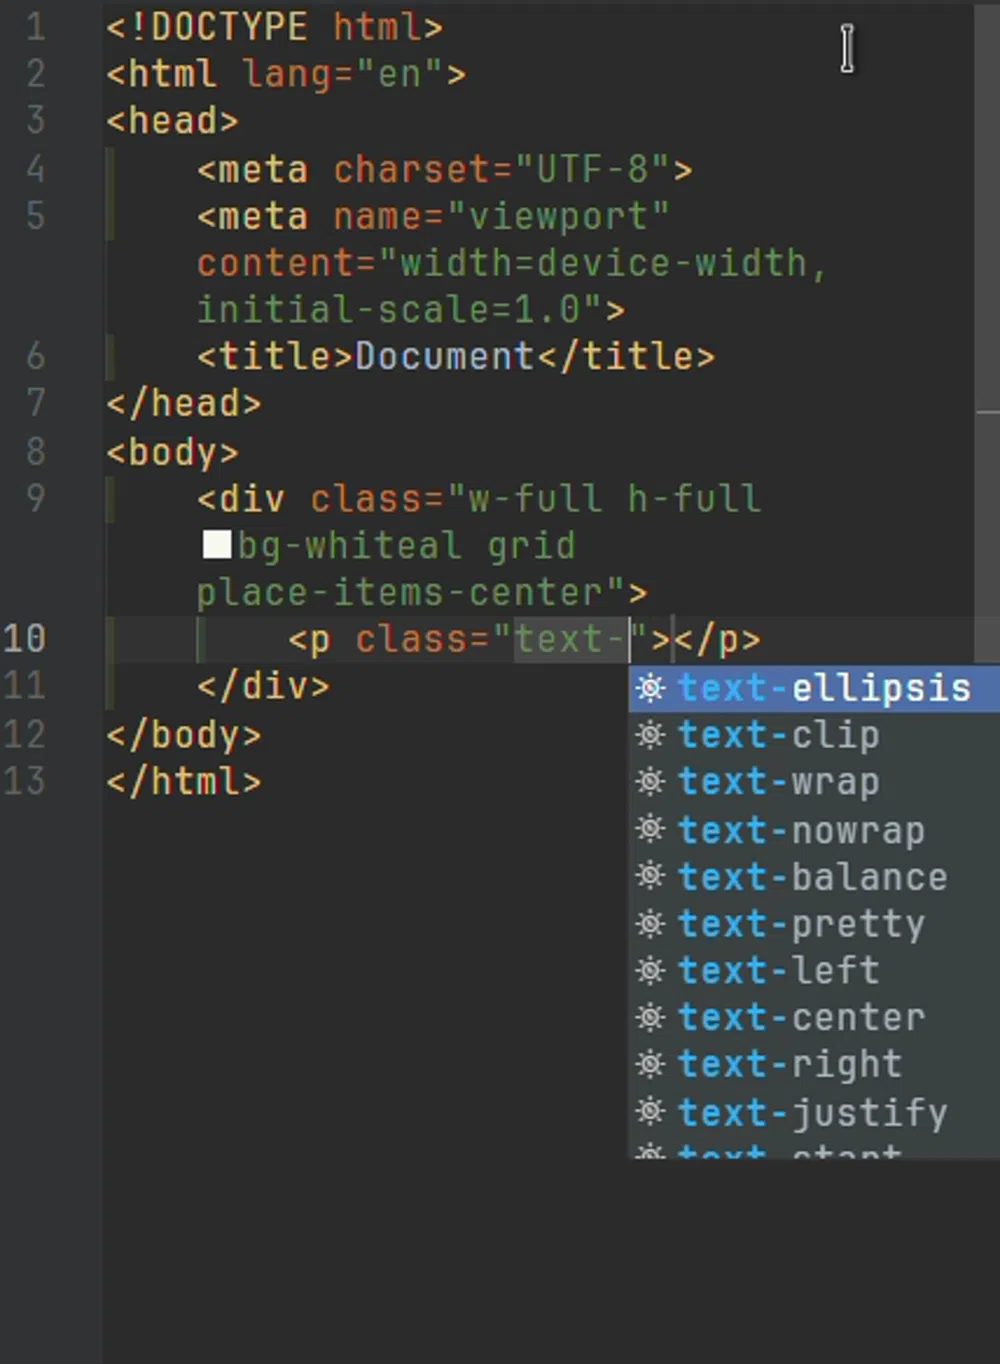 1 <!DOCTYPE html>
2 <html lang="en">
3 <head>
4 <meta charset="UTF-8">
5 <meta name="viewport"
content="width=device-width,
initial-scale=1.0">
6 <title>Document</title>
7 </head>
8 <body>
9 <div class="w-full h-full
bg-whiteal grid
place-items-center">
10 <p class="text-"></p>
11 </div>
12 </body>
13 </html>
text-ellipsis
text-clip
text-wrap
text-nowrap
text-balance
text-pretty
text-left
text-center
text-right
text-justify
text-start